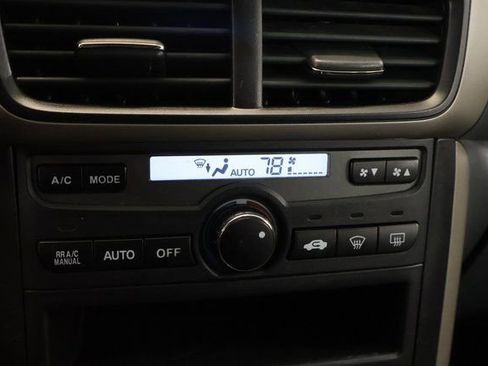 AUTO 78
A/C MODE
RR A/C
MANUAL
AUTO OFF